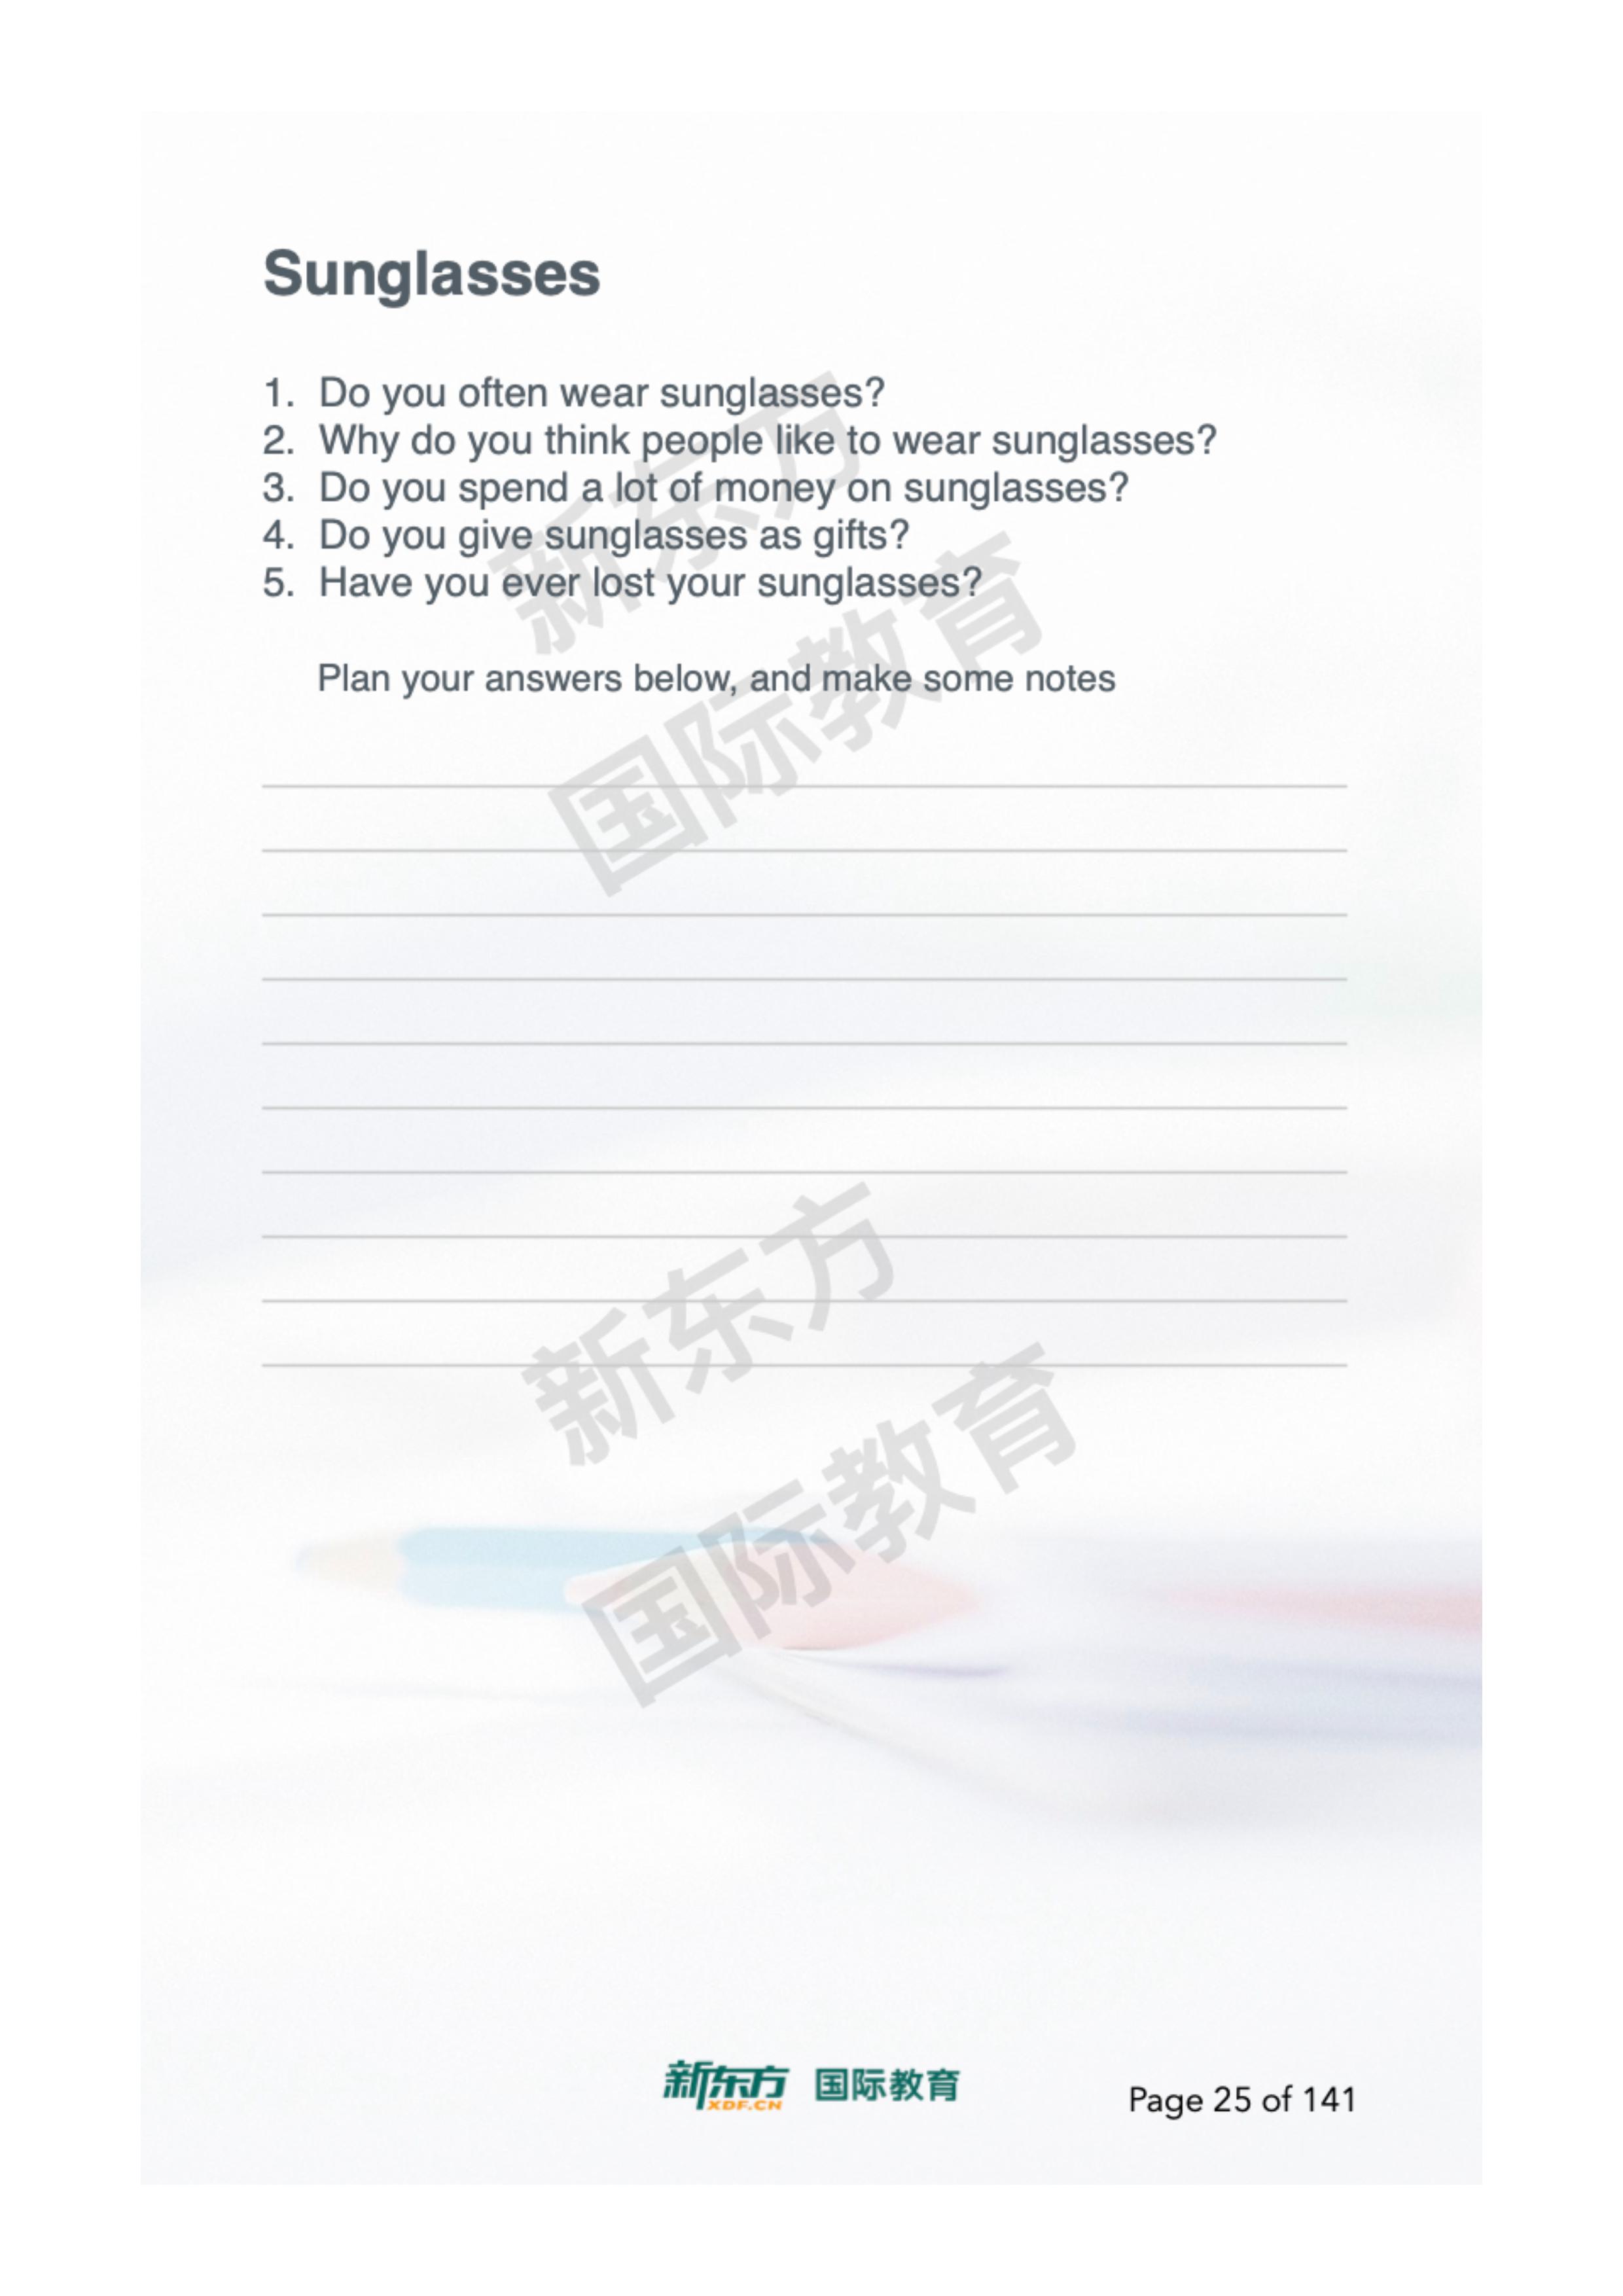 Sunglasses
1. Do you often wear sunglasses?
2. Why do you think people like to wear sunglasses?
3. Do you spend a lot of money on sunglasses?
4. Do you give sunglasses as gifts?
5. Have you ever lost your sunglasses?
Plan your answers below, and make some notes
新东方
国际教育
新东方
国际教育
新东方 国际教育
XDF.CN
Page 25 of 141